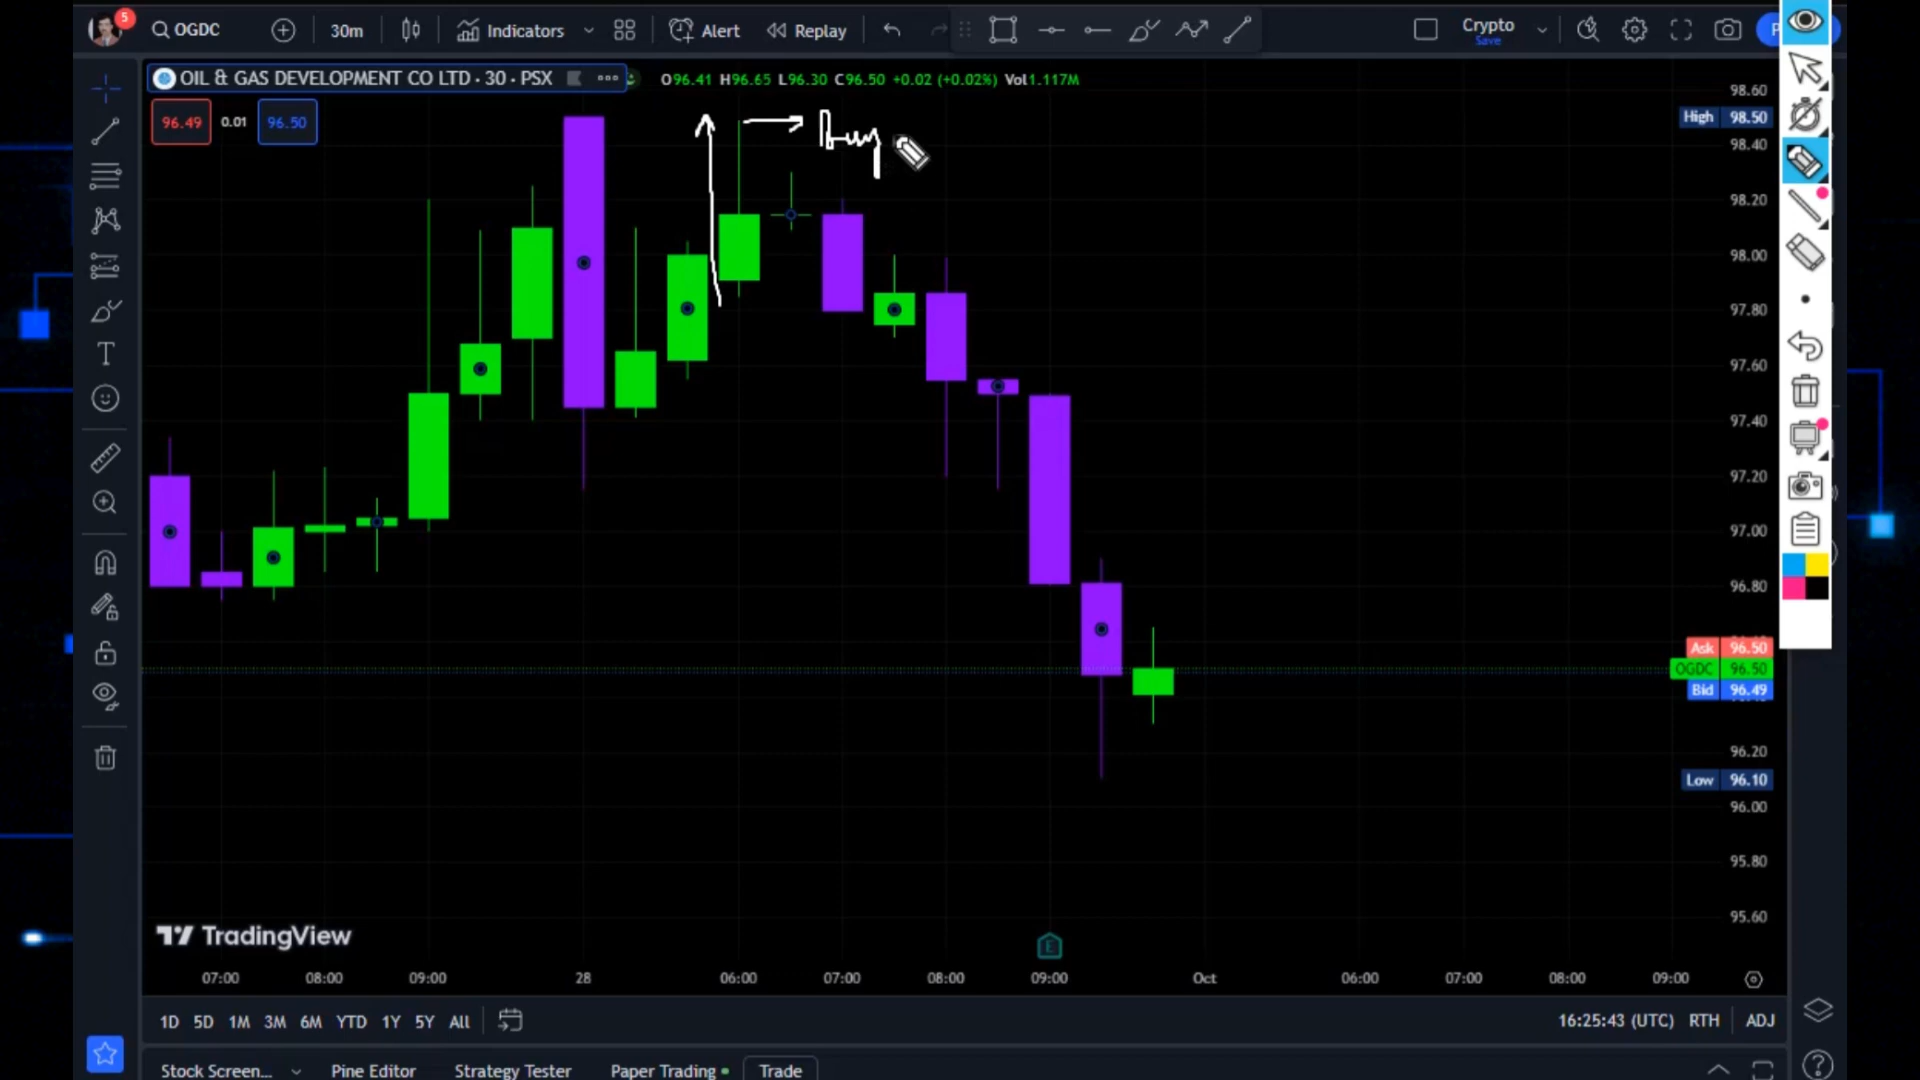 5 OGDC 30m Indicators Alert Replay Crypto
Save
OIL & GAS DEVELOPMENT CO LTD · 30 · PSX O96.41 H96.65 L96.30 C96.50 +0.02 (+0.02%) Vol1.117M
96.49 0.01 96.50
Buy
98.60
High 98.50
98.40
98.20
98.00
97.80
97.60
97.40
97.20
97.00
96.80
Ask 96.50
OGDC 96.50
Bid 96.49
96.20
Low 96.10
96.00
95.80
95.60
TradingView
E
07:00 08:00 09:00 28 06:00 07:00 08:00 09:00 Oct 06:00 07:00 08:00 09:00
1D 5D 1M 3M 6M YTD 1Y 5Y All 16:25:43 (UTC) RTH ADJ
Stock Screen... Pine Editor Strategy Tester Paper Trading Trade